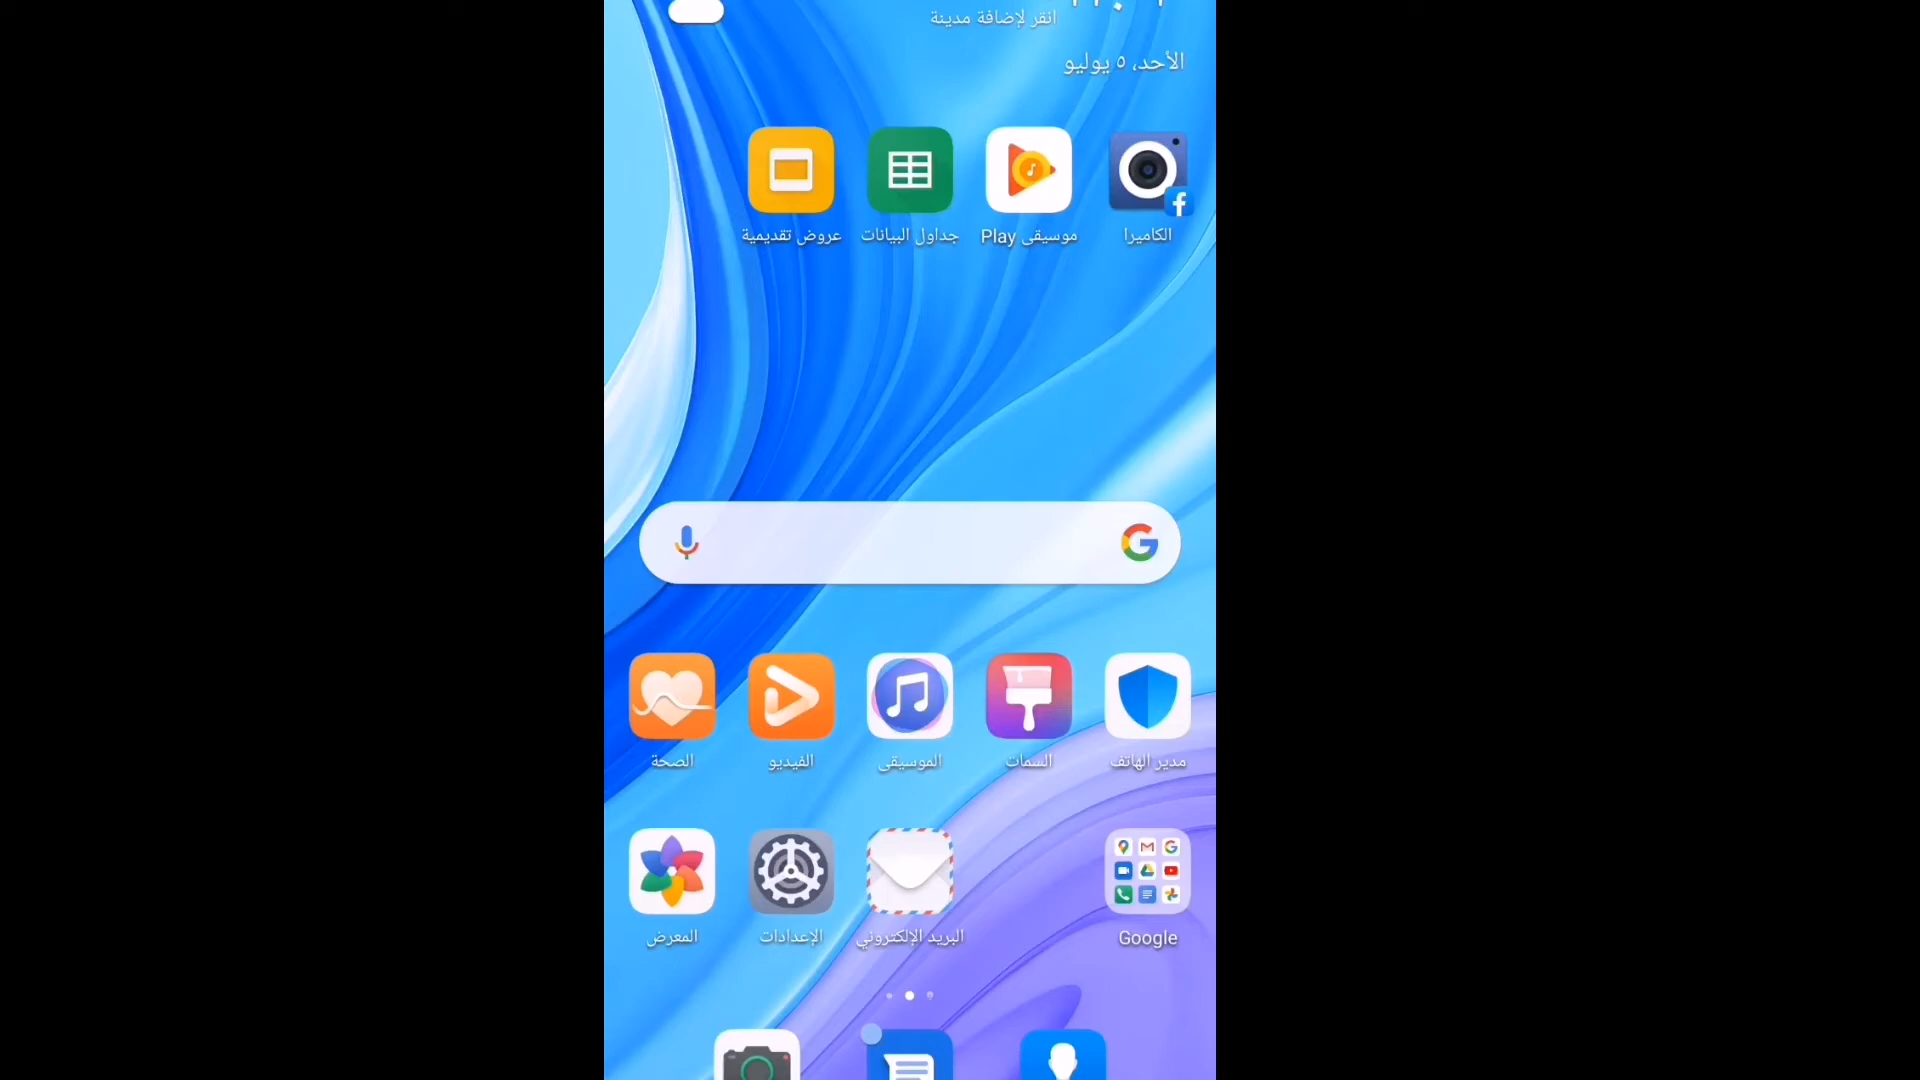 انقر لإضافة مدينة
الأحد، ٥ يوليو
الكاميرا
موسيقى Play
جداول البيانات
عروض تقديمية
مدير الهاتف
السمات
الموسيقى
الفيديو
الصحة
Google
البريد الإلكتروني
الإعدادات
المعرض